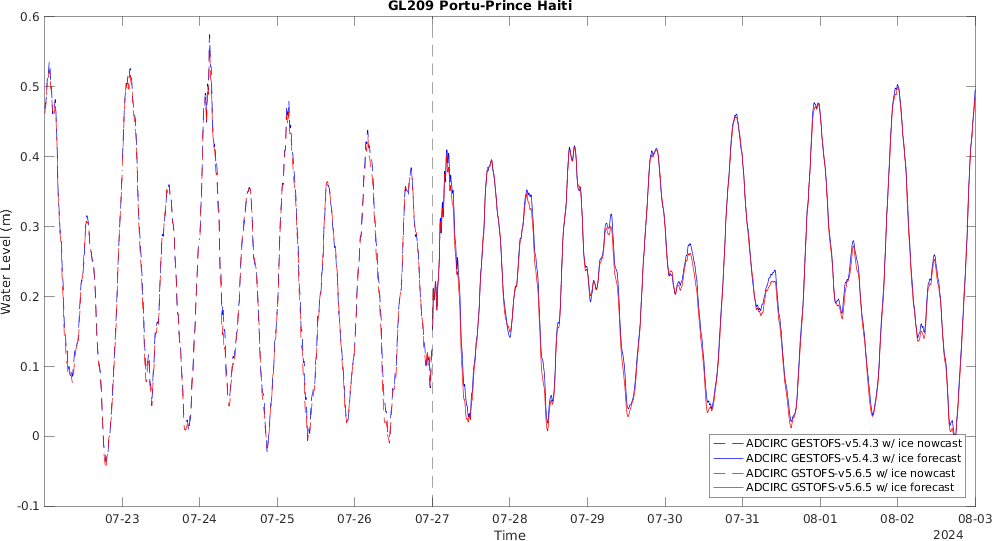 GL209 Portu-Prince Haiti
0.6
0.5
0.4
0.3
0.2
0.1
0
-0.1
Water Level (m)
ADCIRC GESTOFS-v5.4.3 w/ ice nowcast
ADCIRC GESTOFS-v5.4.3 w/ ice forecast
ADCIRC GSTOFS-v5.6.5 w/ ice nowcast
ADCIRC GSTOFS-v5.6.5 w/ ice forecast
07-23 07-24 07-25 07-26 07-27 07-28 07-29 07-30 07-31 08-01 08-02 08-03
Time
2024